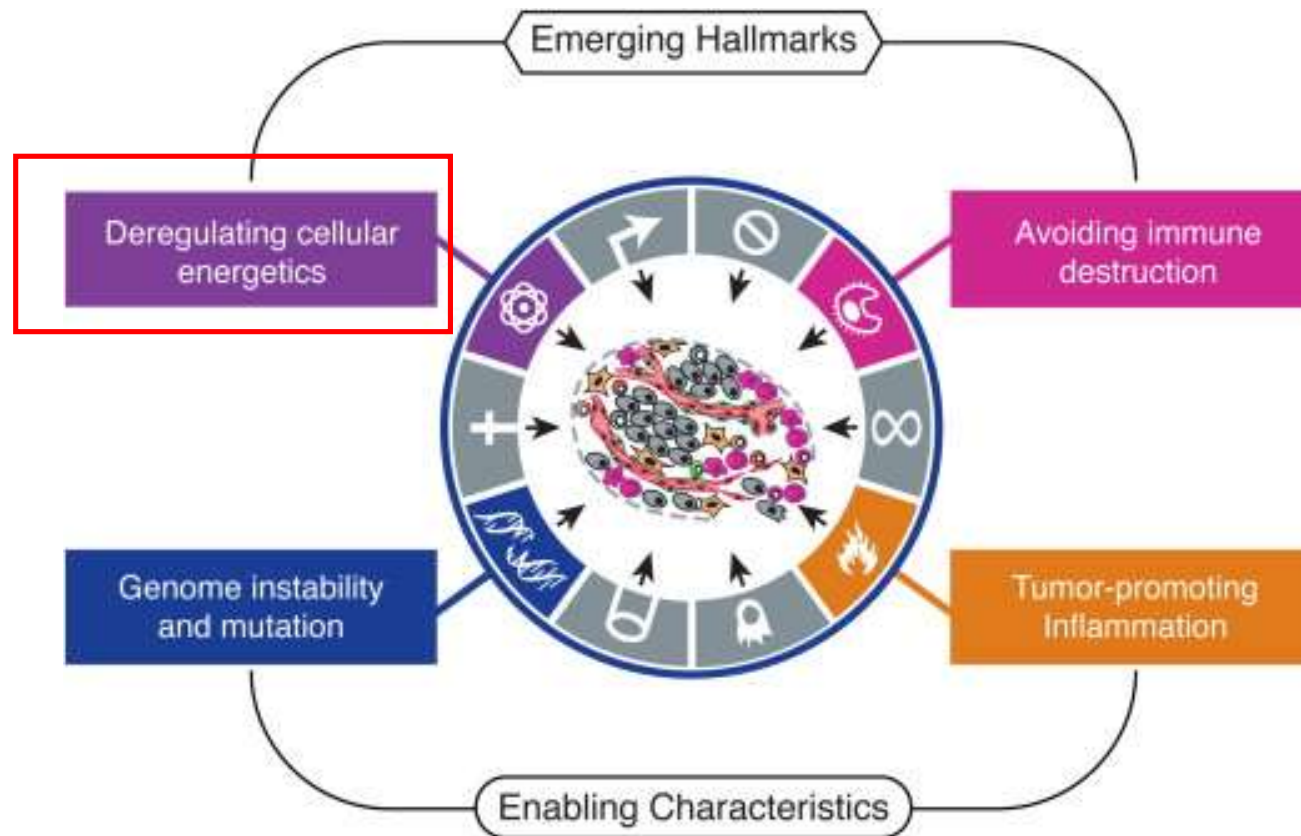 Emerging Hallmarks
Deregulating cellular
energetics
Avoiding immune
destruction
Genome instability
and mutation
Tumor-promoting
Inflammation
Enabling Characteristics